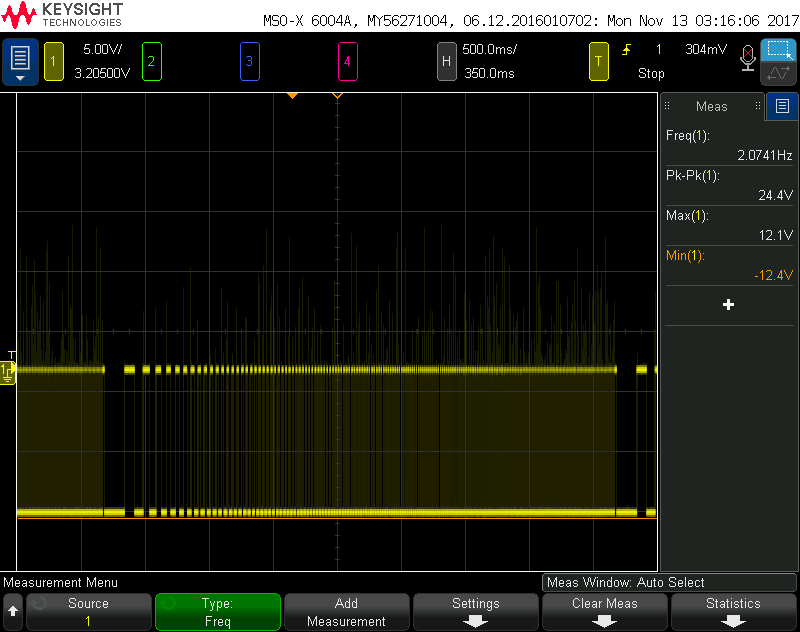 KEYSIGHT
TECHNOLOGIES
MSO-X 6004A, MY56271004, 06.12.2016010702: Mon Nov 13 03:16:06 2017
1 5.00V/ 2 3 4 H 500.0ms/ T 1 304mV
3.20500V 350.0ms Stop
Meas
Freq(1):
2.0741Hz
Pk-Pk(1):
24.4V
Max(1):
12.1V
Min(1):
-12.4V
T
1
Measurement Menu
Meas Window: Auto Select
Source
1
Type:
Freq
Add
Measurement
Settings
Clear Meas
Statistics